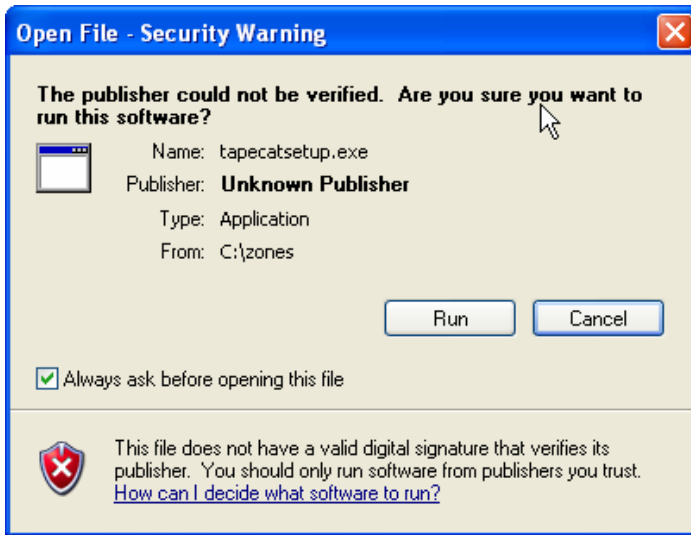 Open File - Security Warning
The publisher could not be verified.  Are you sure you want to
run this software?
Name: tapecatsetup.exe
Publisher: Unknown Publisher
Type: Application
From: C:\zones
Run Cancel
Always ask before opening this file
This file does not have a valid digital signature that verifies its
publisher.  You should only run software from publishers you trust.
How can I decide what software to run?